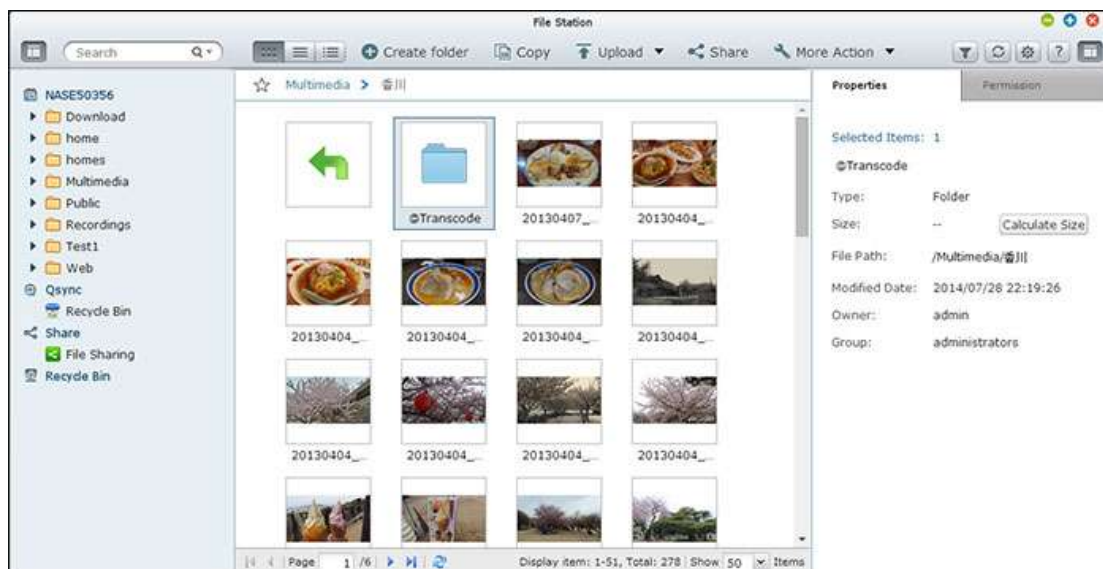 File Station
Search
Create folder
Copy
Upload
Share
More Action
?
NASE50356
Download
home
homes
Multimedia
Public
Recordings
Test1
Web
Qsync
Recycle Bin
Share
File Sharing
Recycle Bin
Multimedia > 香川
@Transcode 20130407_... 20130404_...
20130404_... 20130404_... 20130404_... 20130404_...
20130404_... 20130404_... 20130404_... 20130404_...
Page 1 /6 Display item: 1-51, Total: 278 Show 50 Items
Properties Permission
Selected Items: 1
@Transcode
Type: Folder
Size: -- Calculate Size
File Path: /Multimedia/香川
Modified Date: 2014/07/28 22:19:26
Owner: admin
Group: administrators